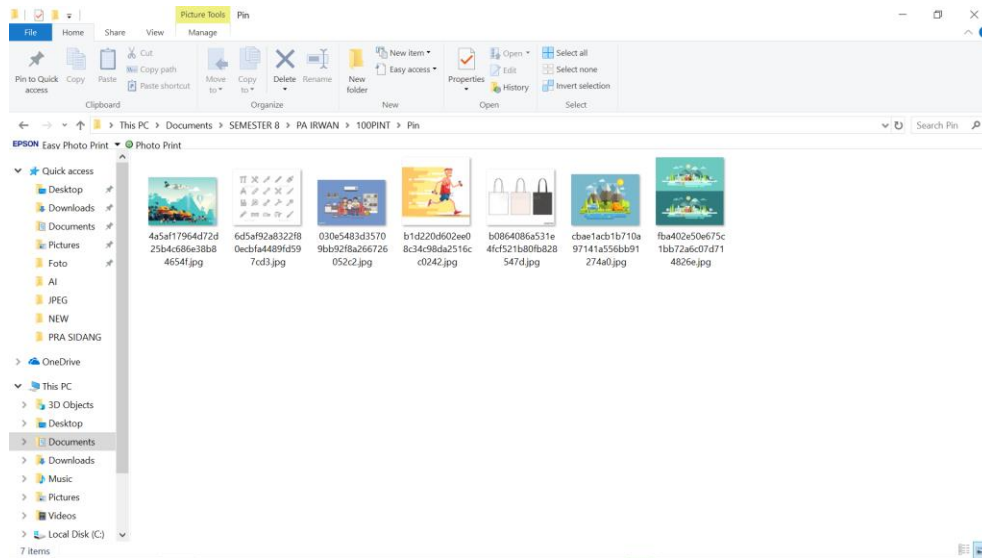 Picture Tools Pin
File Home Share View Manage
Pin to Quick access
Copy
Paste
Cut
Copy path
Paste shortcut
Clipboard
Move to
Copy to
Delete
Rename
Organize
New folder
New item
Easy access
New
Properties
Open
Edit
History
Open
Select all
Select none
Invert selection
Select
This PC > Documents > SEMESTER 8 > PA IRWAN > 100PINT > Pin
Search Pin
EPSON Easy Photo Print Photo Print
Quick access
Desktop
Downloads
Documents
Pictures
Foto
AI
JPEG
NEW
PRA SIDANG
OneDrive
This PC
3D Objects
Desktop
Documents
Downloads
Music
Pictures
Videos
Local Disk (C:)
4a5af17964d72d
25b4c686e38b8
4654f.jpg
6d5af92a8322f8
0ecbfa4489fd59
7cd3.jpg
030e5483d3570
9bb92f8a266726
052c2.jpg
b1d220d602ee0
8c34c98da2516c
c0242.jpg
b0864086a531e
4fcf521b80fb828
547d.jpg
cbae1acb1b710a
97141a556bb91
274a0.jpg
fba402e50e675c
1bb72a6c07d71
4826e.jpg
7 items